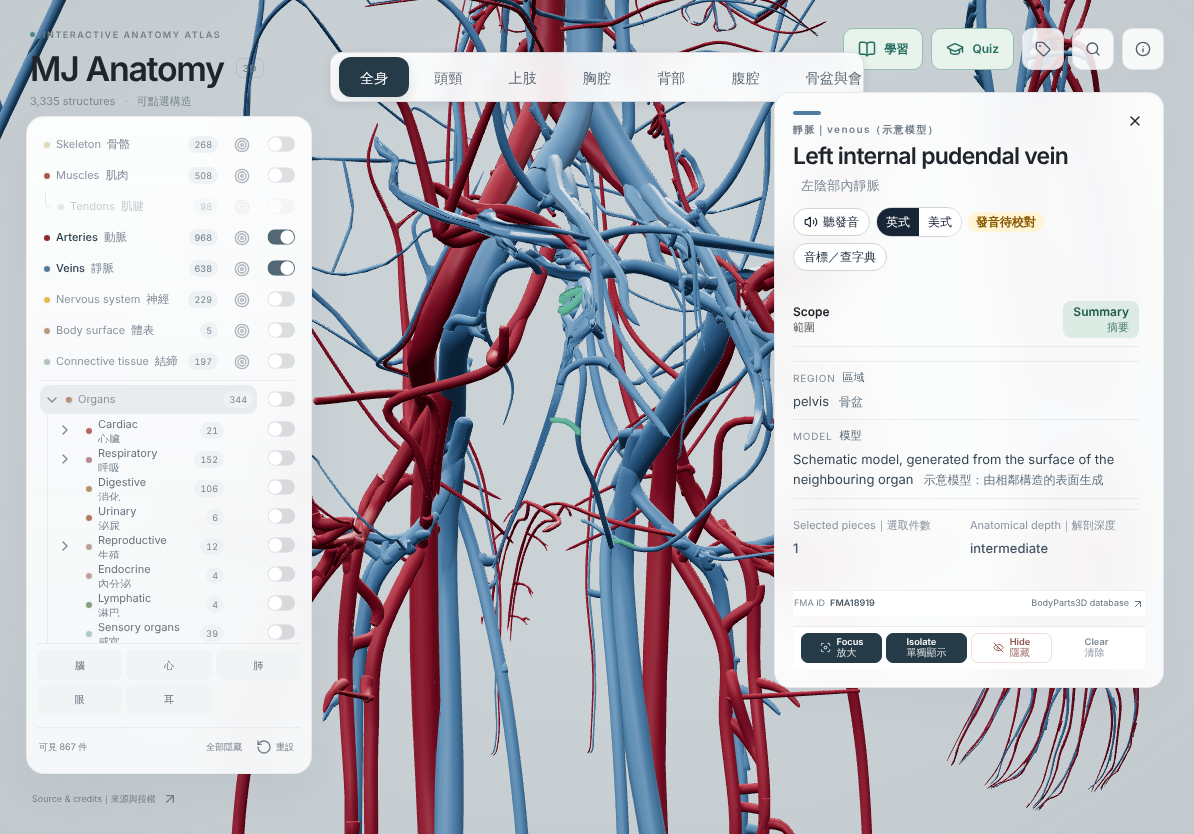 INTERACTIVE ANATOMY ATLAS
MJ Anatomy
3,335 structures · 可點選構造
全身
頭頸
上肢
胸腔
背部
腹腔
骨盆與會
學習
Quiz
Skeleton 骨骼 268
Muscles 肌肉 508
Tendons 肌腱 98
Arteries 動脈 968
Veins 靜脈 638
Nervous system 神經 229
Body surface 體表 5
Connective tissue 結締 197
Organs 344
Cardiac 21
心臟
Respiratory 152
呼吸
Digestive 106
消化
Urinary 6
泌尿
Reproductive 12
生殖
Endocrine 4
內分泌
Lymphatic 4
淋巴
Sensory organs 39
感官
腦
心
肺
眼
耳
可見 867 件
全部隱藏
重設
Source & credits | 來源與授權
靜脈 | venous（示意模型）
Left internal pudendal vein
左陰部內靜脈
聽發音
英式
美式
發音待校對
音標／查字典
Scope
範圍
Summary
摘要
REGION 區域
pelvis 骨盆
MODEL 模型
Schematic model, generated from the surface of the
neighbouring organ 示意模型：由相鄰構造的表面生成
Selected pieces | 選取件數
1
Anatomical depth | 解剖深度
intermediate
FMA ID FMA18919
BodyParts3D database
Focus
放大
Isolate
單獨顯示
Hide
隱藏
Clear
清除